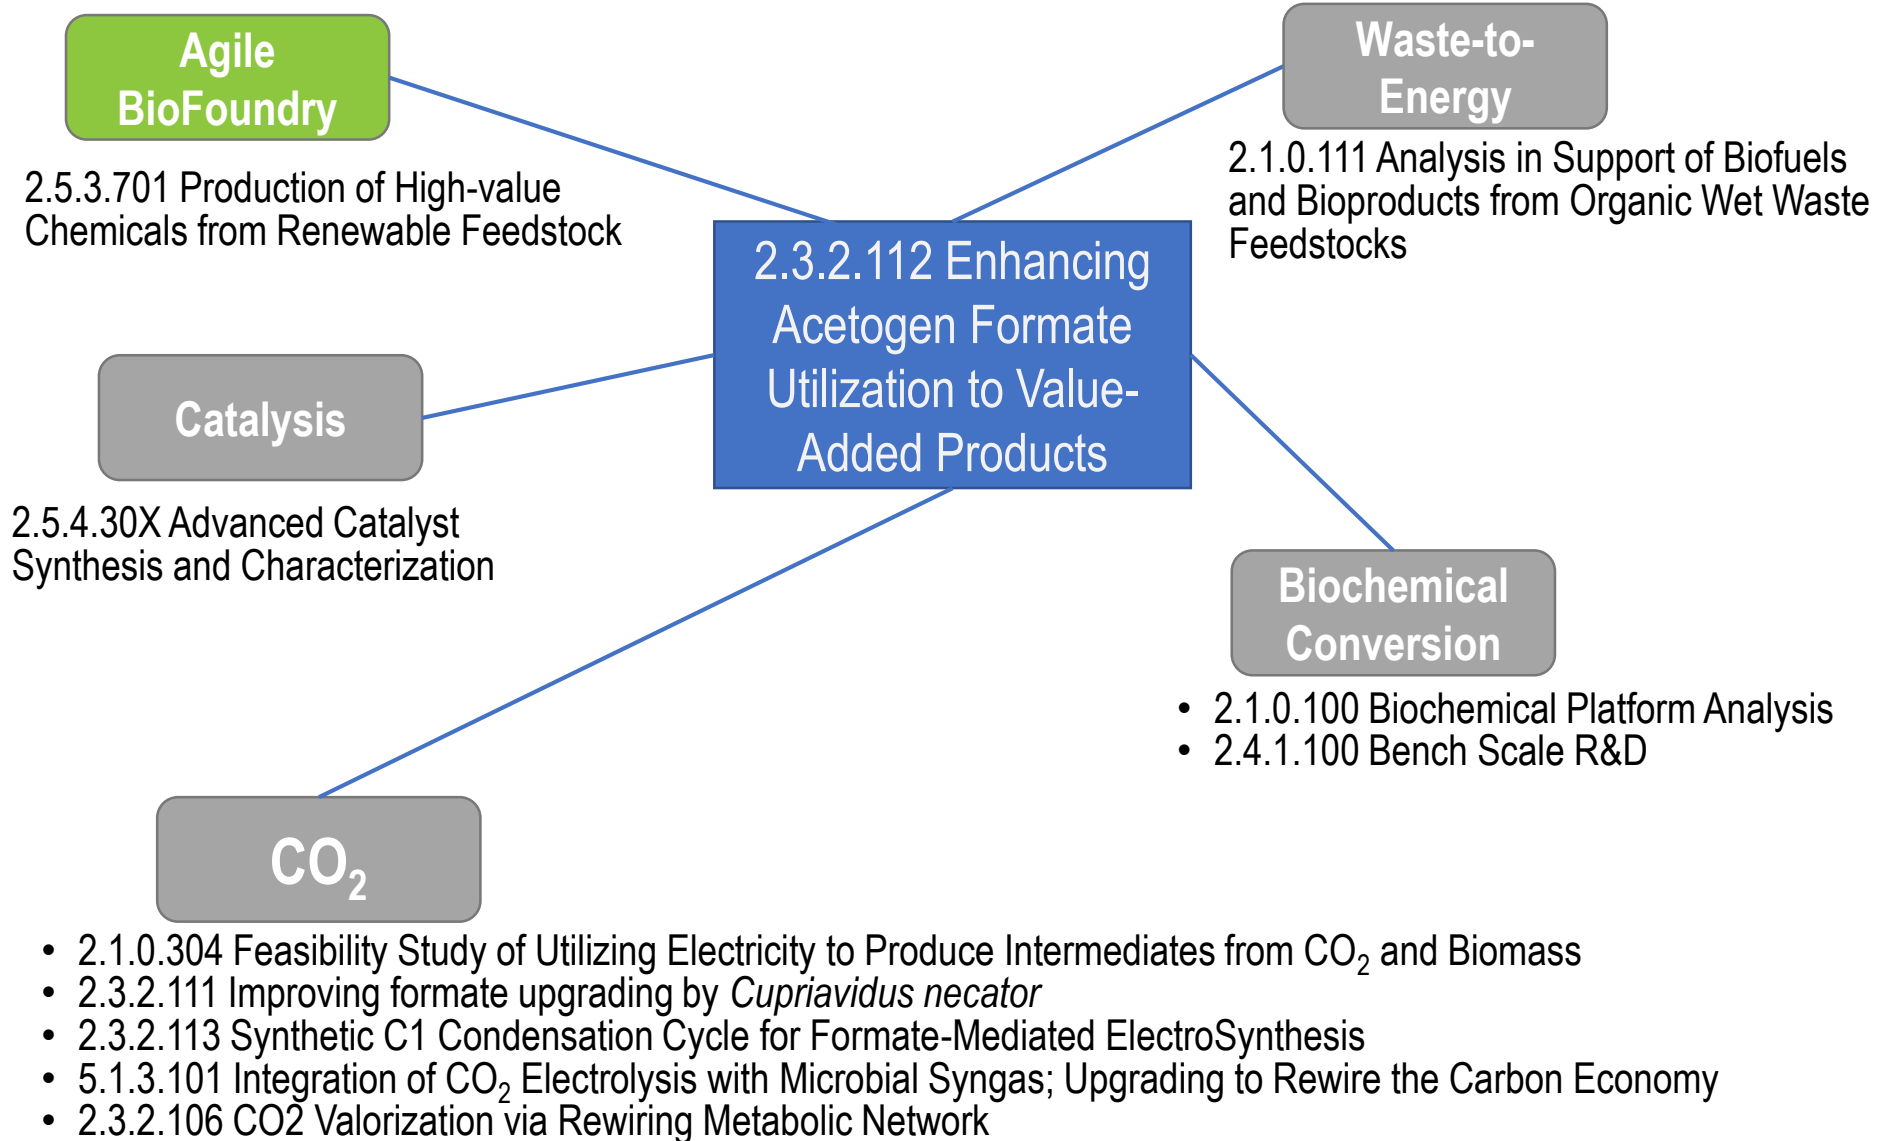 Agile
BioFoundry
2.5.3.701 Production of High-value
Chemicals from Renewable Feedstock
Waste-to-
Energy
2.1.0.111 Analysis in Support of Biofuels
and Bioproducts from Organic Wet Waste
Feedstocks
2.3.2.112 Enhancing
Acetogen Formate
Utilization to Value-
Added Products
Catalysis
2.5.4.30X Advanced Catalyst
Synthesis and Characterization
Biochemical
Conversion
• 2.1.0.100 Biochemical Platform Analysis
• 2.4.1.100 Bench Scale R&D
CO₂
• 2.1.0.304 Feasibility Study of Utilizing Electricity to Produce Intermediates from CO₂ and Biomass
• 2.3.2.111 Improving formate upgrading by Cupriavidus necator
• 2.3.2.113 Synthetic C1 Condensation Cycle for Formate-Mediated ElectroSynthesis
• 5.1.3.101 Integration of CO₂ Electrolysis with Microbial Syngas; Upgrading to Rewire the Carbon Economy
• 2.3.2.106 CO2 Valorization via Rewiring Metabolic Network